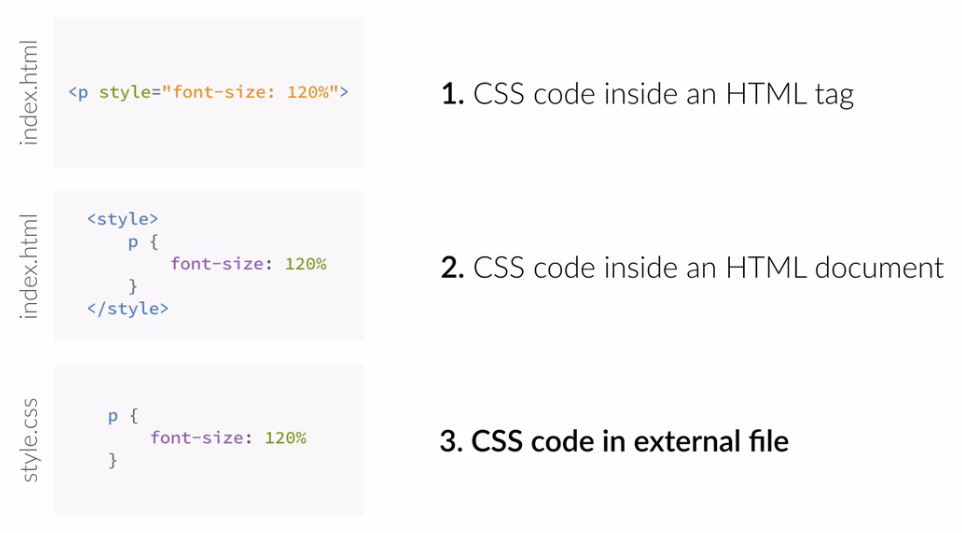 index.html
<p style="font-size: 120%">
1. CSS code inside an HTML tag
index.html
<style>
p {
font-size: 120%
}
</style>
2. CSS code inside an HTML document
style.css
p {
font-size: 120%
}
3. CSS code in external file